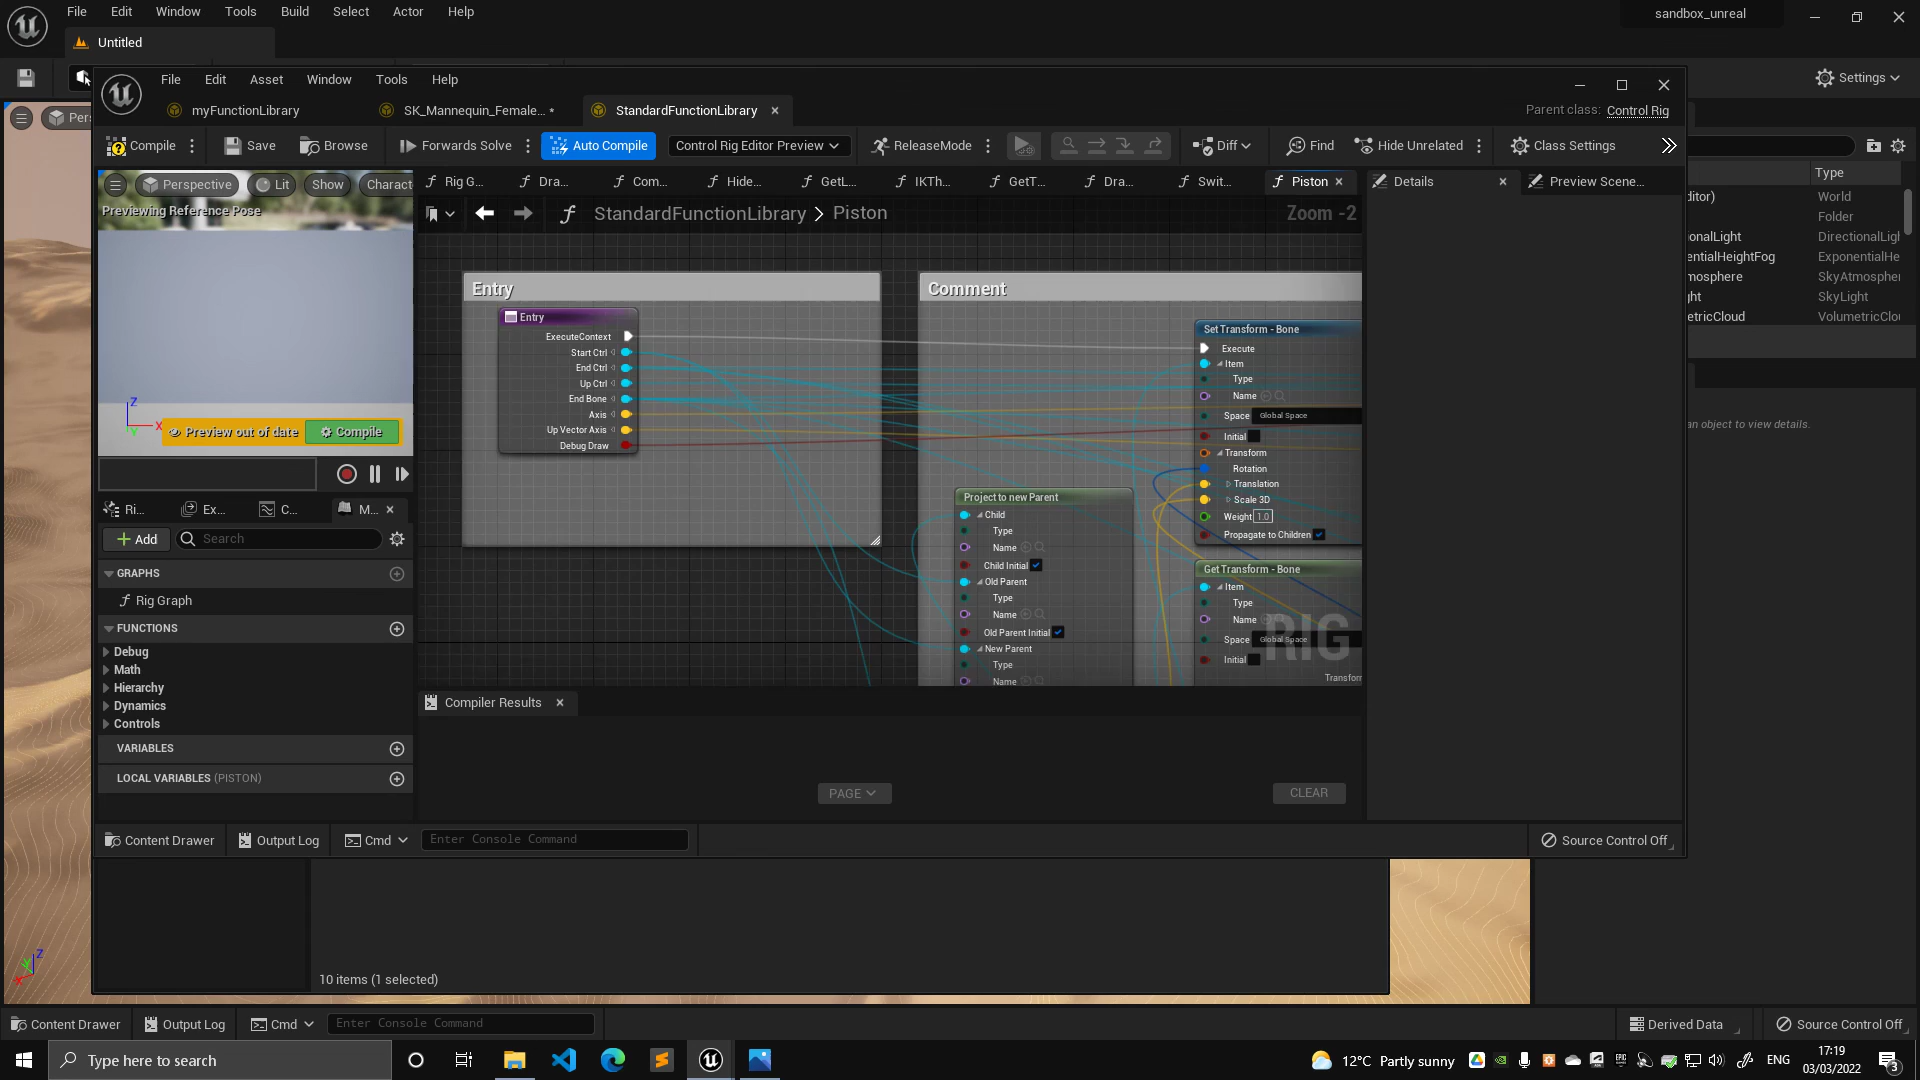 File Edit Window Tools Build Select Actor Help
sandbox_unreal
Untitled
File Edit Asset Window Tools Help
Settings
myFunctionLibrary
SK_Mannequin_Female... *
StandardFunctionLibrary
Parent class: Control Rig
Compile
Save
Browse
Forwards Solve
Auto Compile
Control Rig Editor Preview
ReleaseMode
Diff
Find
Hide Unrelated
Class Settings
Pers
Perspective
Lit
Show
Charact
Previewing Reference Pose
Rig G...
Dra...
Com...
Hide...
GetL...
IKTh...
GetT...
Dra...
Swit...
Piston
Details
Preview Scene...
Type
StandardFunctionLibrary > Piston
Zoom -2
ditor) World
Folder
ionalLight DirectionalLigh
entialHeightFog ExponentialHe
mosphere SkyAtmospher
ght SkyLight
metricCloud VolumetricClou
Entry
Comment
Entry
ExecuteContext
Start Ctrl
End Ctrl
Up Ctrl
End Bone
Axis
Up Vector Axis
Debug Draw
Set Transform - Bone
Execute
Item
Type
Name
Space Global Space
Initial
Transform
Rotation
Translation
Scale 3D
Weight 1.0
Propagate to Children
Project to new Parent
Child
Type
Name
Child Initial
Old Parent
Type
Name
Old Parent Initial
New Parent
Type
Name
Get Transform - Bone
Item
Type
Name
Space Global Space
Initial
Transform
RIG
an object to view details.
Z
X
Y
Preview out of date
Compile
Ri...
Ex...
C...
M...
Add
Search
GRAPHS
Rig Graph
FUNCTIONS
Debug
Math
Hierarchy
Dynamics
Controls
VARIABLES
LOCAL VARIABLES (PISTON)
Compiler Results
PAGE
CLEAR
Content Drawer
Output Log
Cmd
Enter Console Command
Source Control Off
Z
Y
X
10 items (1 selected)
Content Drawer
Output Log
Cmd
Enter Console Command
Derived Data
Source Control Off
Type here to search
12°C Partly sunny
ENG
17:19
03/03/2022
3